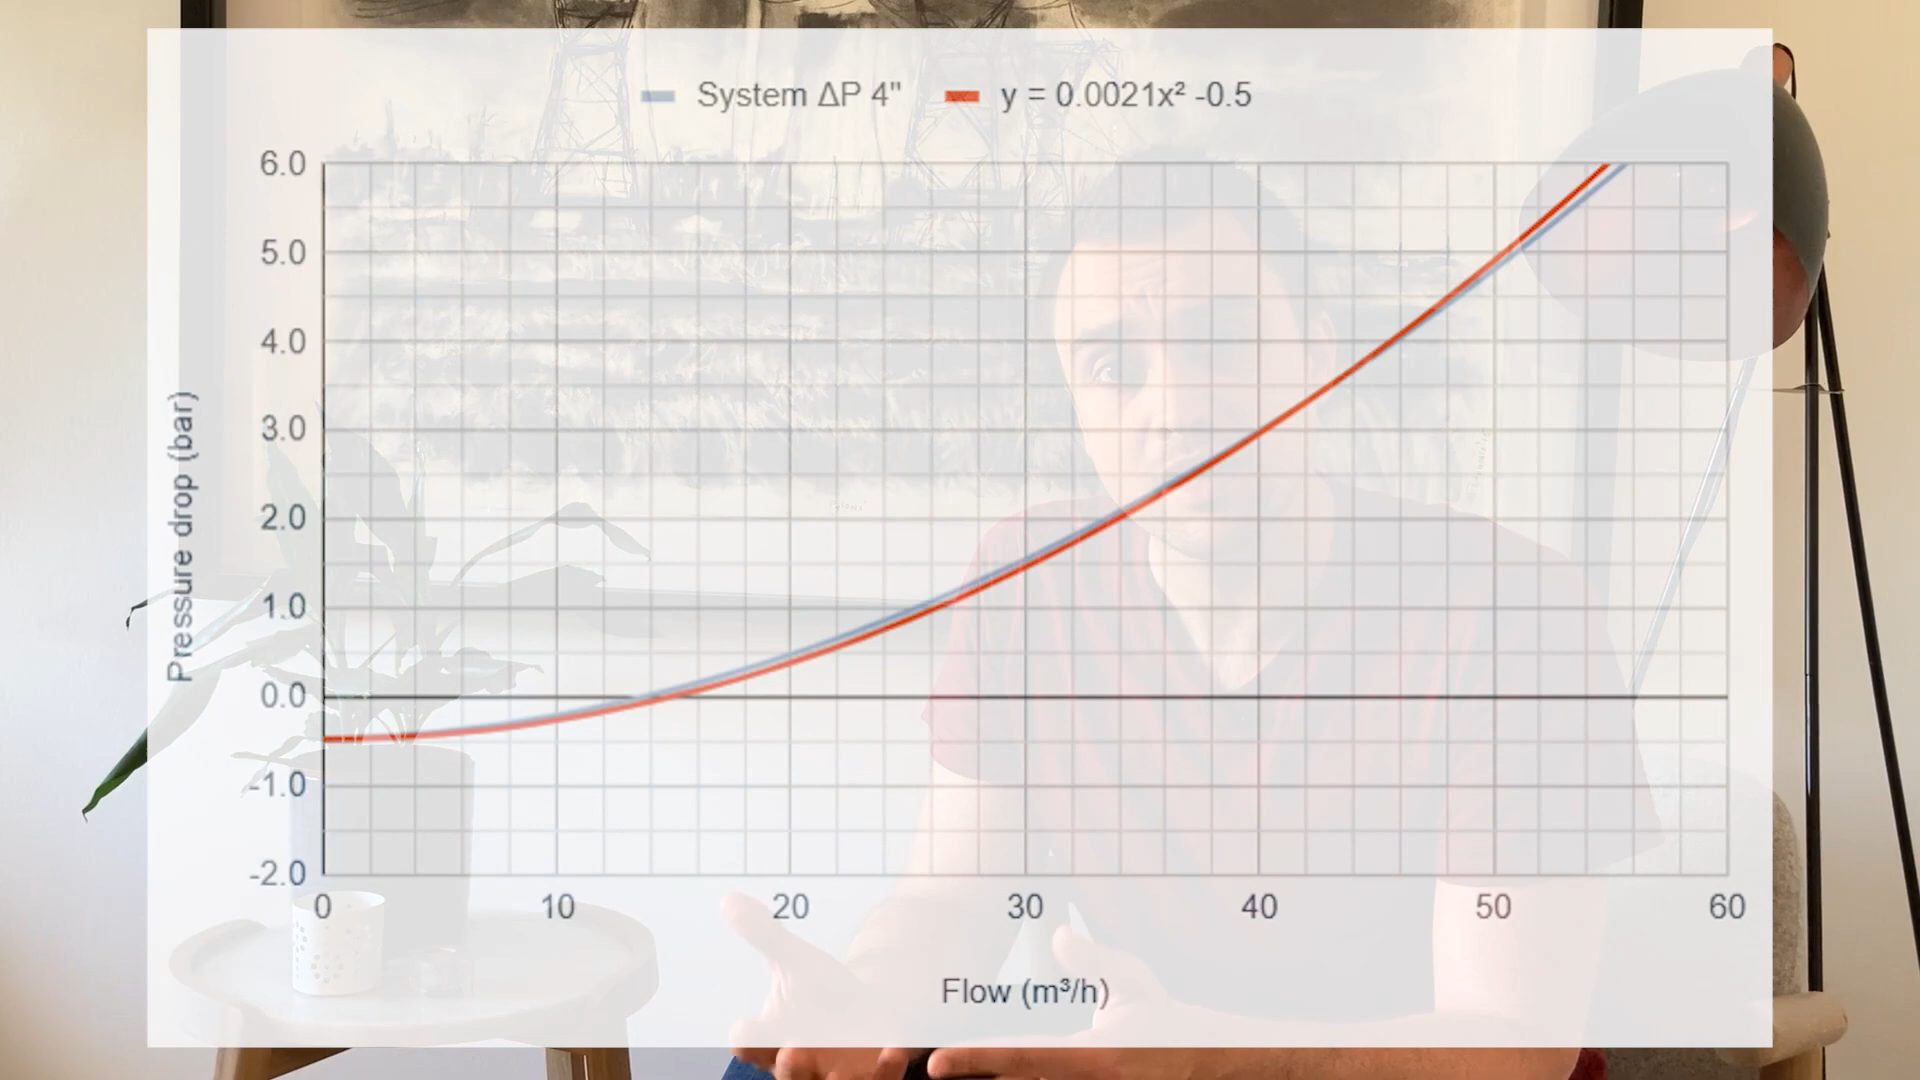 System ΔP 4"
y = 0.0021x² -0.5
6.0
5.0
4.0
3.0
2.0
1.0
0.0
-1.0
-2.0
Pressure drop (bar)
0 10 20 30 40 50 60
Flow (m³/h)